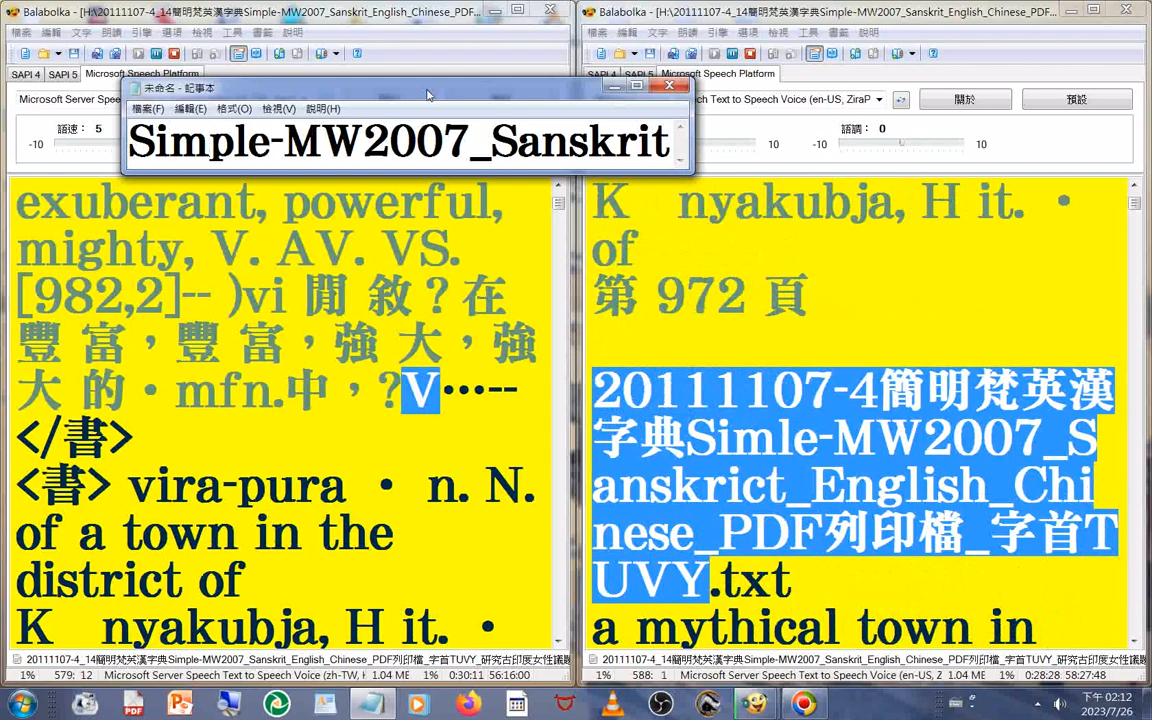 Balabolka - [H:\20111107-4_14簡明梵英漢字典Simple-MW2007_Sanskrit_English_Chinese_PDF...
檔案 編輯 文字 朗讀 引擎 選項 檢視 工具 書籤 說明
SAPI 4 SAPI 5 Microsoft Speech Platform
Microsoft Server Speech
語速： 5
-10
未命名 - 記事本
檔案(F) 編輯(E) 格式(O) 檢視(V) 說明(H)
Simple-MW2007_Sanskrit
exuberant, powerful,
mighty, V. AV. VS.
[982,2]-- )vi 閒 敘？在
豐 富，豐 富，強 大，強
大 的 • mfn.中，?V···--
</書>
<書> vira-pura • n. N.
of a town in the
district of
K nyakubja, H it. •
20111107-4_14簡明梵英漢字典Simple-MW2007_Sanskrit_English_Chinese_PDF列印檔_字首TUVY_研究古印度女性議題
1% 579: 12 Microsoft Server Speech Text to Speech Voice (zh-TW, H 1.04 ME 1% 0:30:11 56:16:00
Balabolka - [H:\20111107-4_14簡明梵英漢字典Simple-MW2007_Sanskrit_English_Chinese_PDF...
檔案 編輯 文字 朗讀 引擎 選項 檢視 工具 書籤 說明
Microsoft Speech Platform
h Text to Speech Voice (en-US, ZiraP 關於 預設
10 語調： 0
-10 10
K nyakubja, H it. •
of
第 972 頁
20111107-4簡明梵英漢
字典Simle-MW2007_S
anskrict_English_Chi
nese_PDF列印檔_字首T
UVY.txt
a mythical town in
20111107-4_14簡明梵英漢字典Simple-MW2007_Sanskrit_English_Chinese_PDF列印檔_字首TUVY_研究古印度女性議題
1% 588: 1 Microsoft Server Speech Text to Speech Voice (en-US, Z 1.04 ME 1% 0:28:28 58:27:48
PDF
下午 02:12
2023/7/26